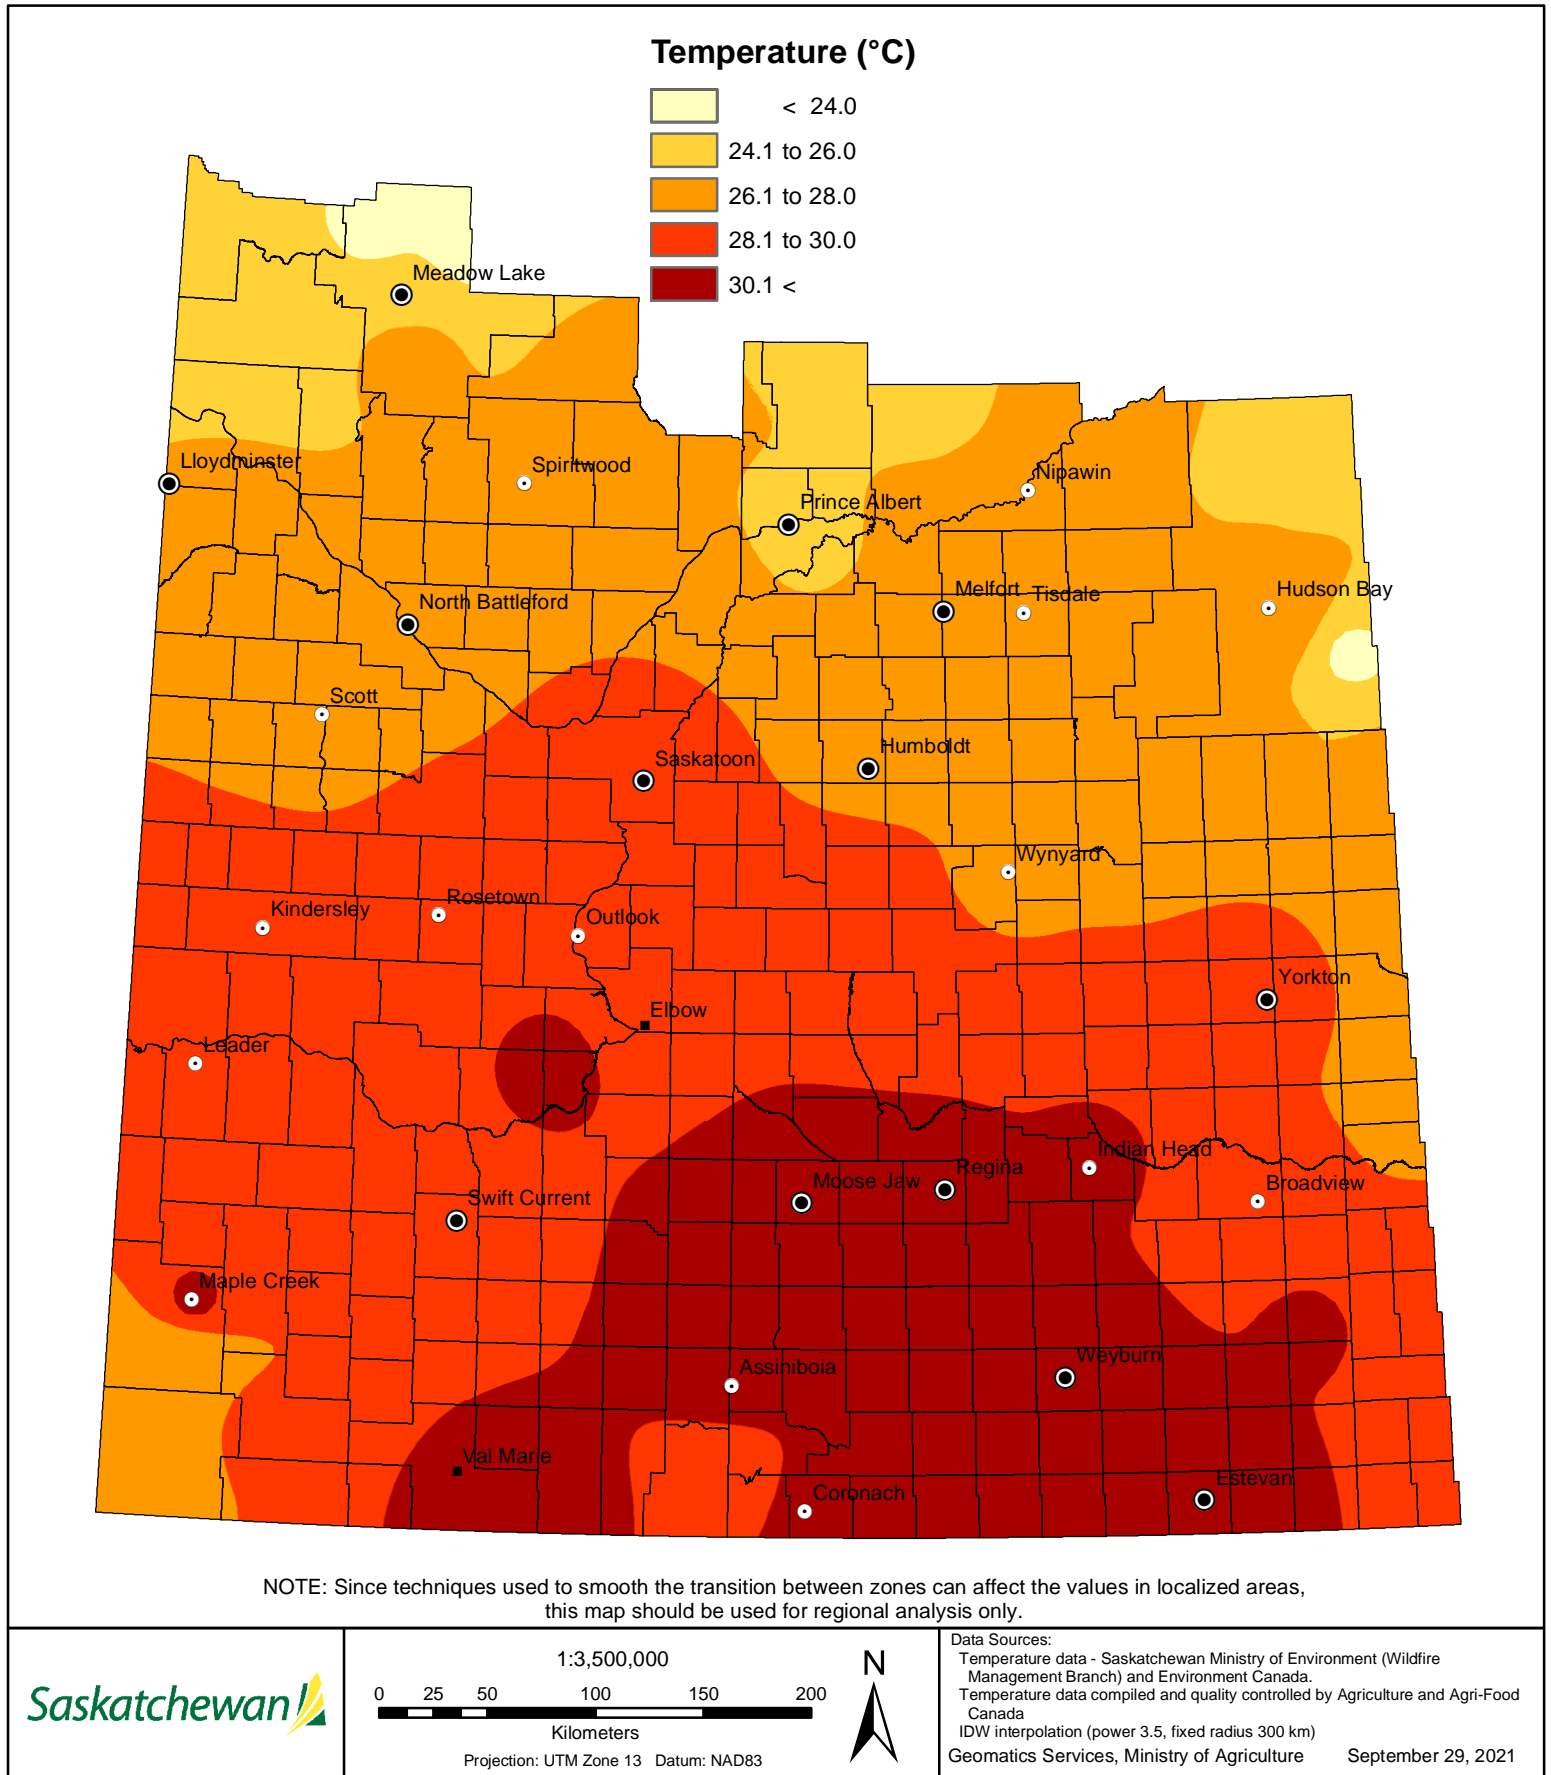 Temperature (°C)
< 24.0
24.1 to 26.0
26.1 to 28.0
28.1 to 30.0
30.1 <
Meadow Lake
Lloydminster
Spiritwood
Nipawin
Prince Albert
Hudson Bay
Melfort
Tisdale
North Battleford
Scott
Humboldt
Saskatoon
Wynyard
Rosetown
Kindersley
Outlook
Yorkton
Elbow
Leader
Indian Head
Regina
Moose Jaw
Broadview
Swift Current
Maple Creek
Weyburn
Assiniboia
Val Marie
Estevan
Coronach
NOTE: Since techniques used to smooth the transition between zones can affect the values in localized areas,
this map should be used for regional analysis only.
Saskatchewan
1:3,500,000
0 25 50 100 150 200
Kilometers
Projection: UTM Zone 13 Datum: NAD83
N
Data Sources:
Temperature data - Saskatchewan Ministry of Environment (Wildfire
Management Branch) and Environment Canada.
Temperature data compiled and quality controlled by Agriculture and Agri-Food
Canada
IDW interpolation (power 3.5, fixed radius 300 km)
Geomatics Services, Ministry of Agriculture September 29, 2021